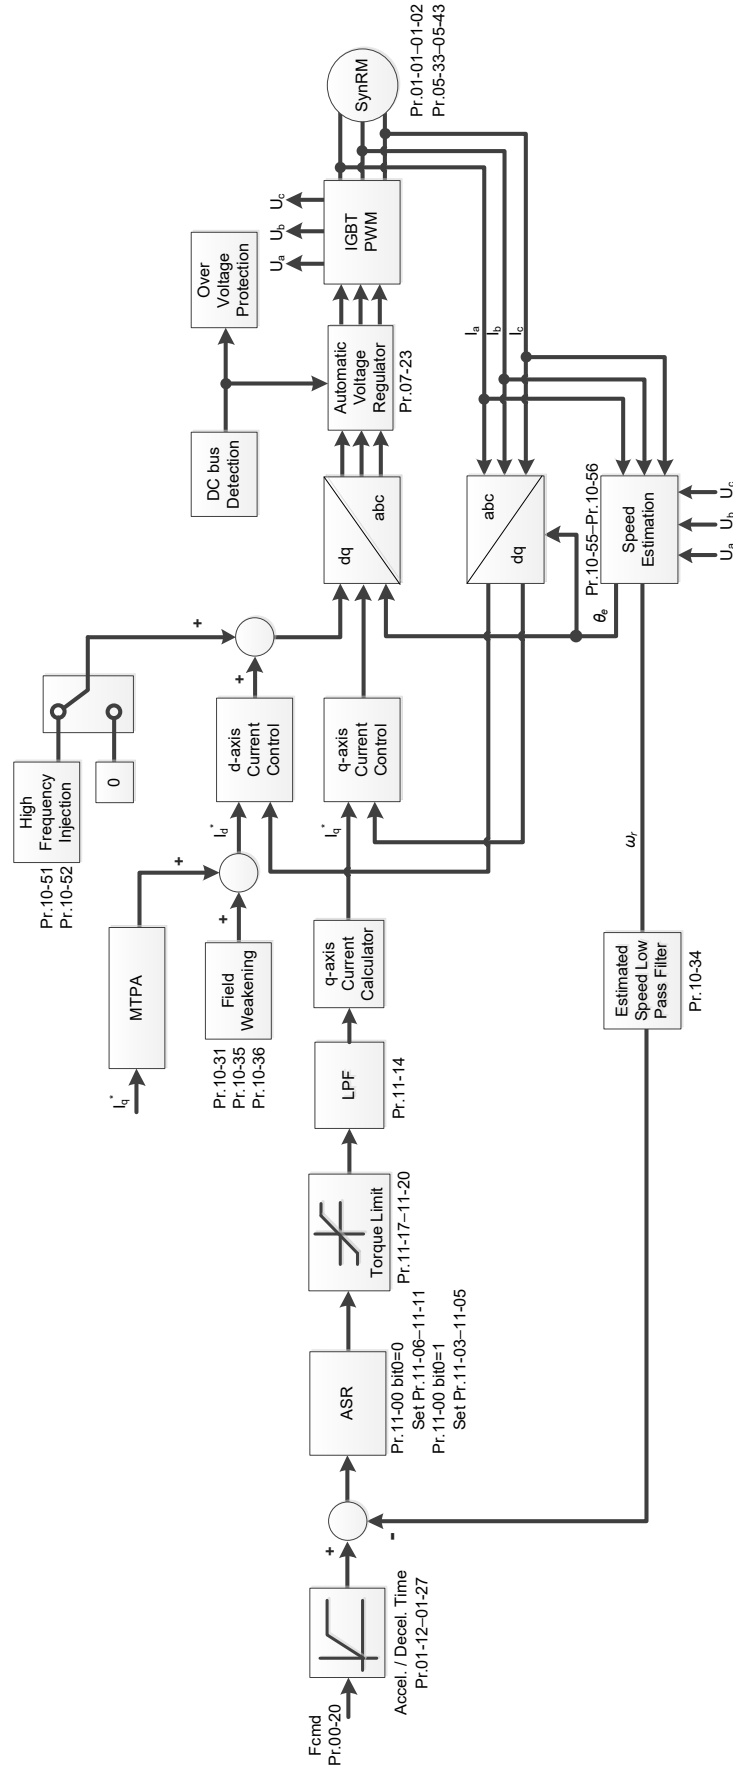 Fcmd
Pr.00-20
Accel. / Decel. Time
Pr.01-12–01-27
+
-
ASR
Pr.11-00 bit0=0
Set Pr.11-06–11-11
Pr.11-00 bit0=1
Set Pr.11-03–11-05
Torque Limit
Pr.11-17–11-20
LPF
Pr.11-14
q-axis
Current
Calculator
Iq*
MTPA
+
Field
Weakening
Pr.10-31
Pr.10-35
Pr.10-36
+
Id*
Iq*
High
Frequency
Injection
Pr.10-51
Pr.10-52
0
d-axis
Current
Control
q-axis
Current
Control
+
+
dq
abc
DC bus
Detection
Over
Voltage
Protection
Automatic
Voltage
Regulator
Pr.07-23
IGBT
PWM
Ua
Ub
Uc
SynRM
Pr.01-01–01-02
Pr.05-33–05-43
Ia
Ib
Ic
abc
dq
Pr.10-55–Pr.10-56
Speed
Estimation
θe
Ua
Ub
Uc
ωr
Estimated
Speed Low
Pass Filter
Pr.10-34